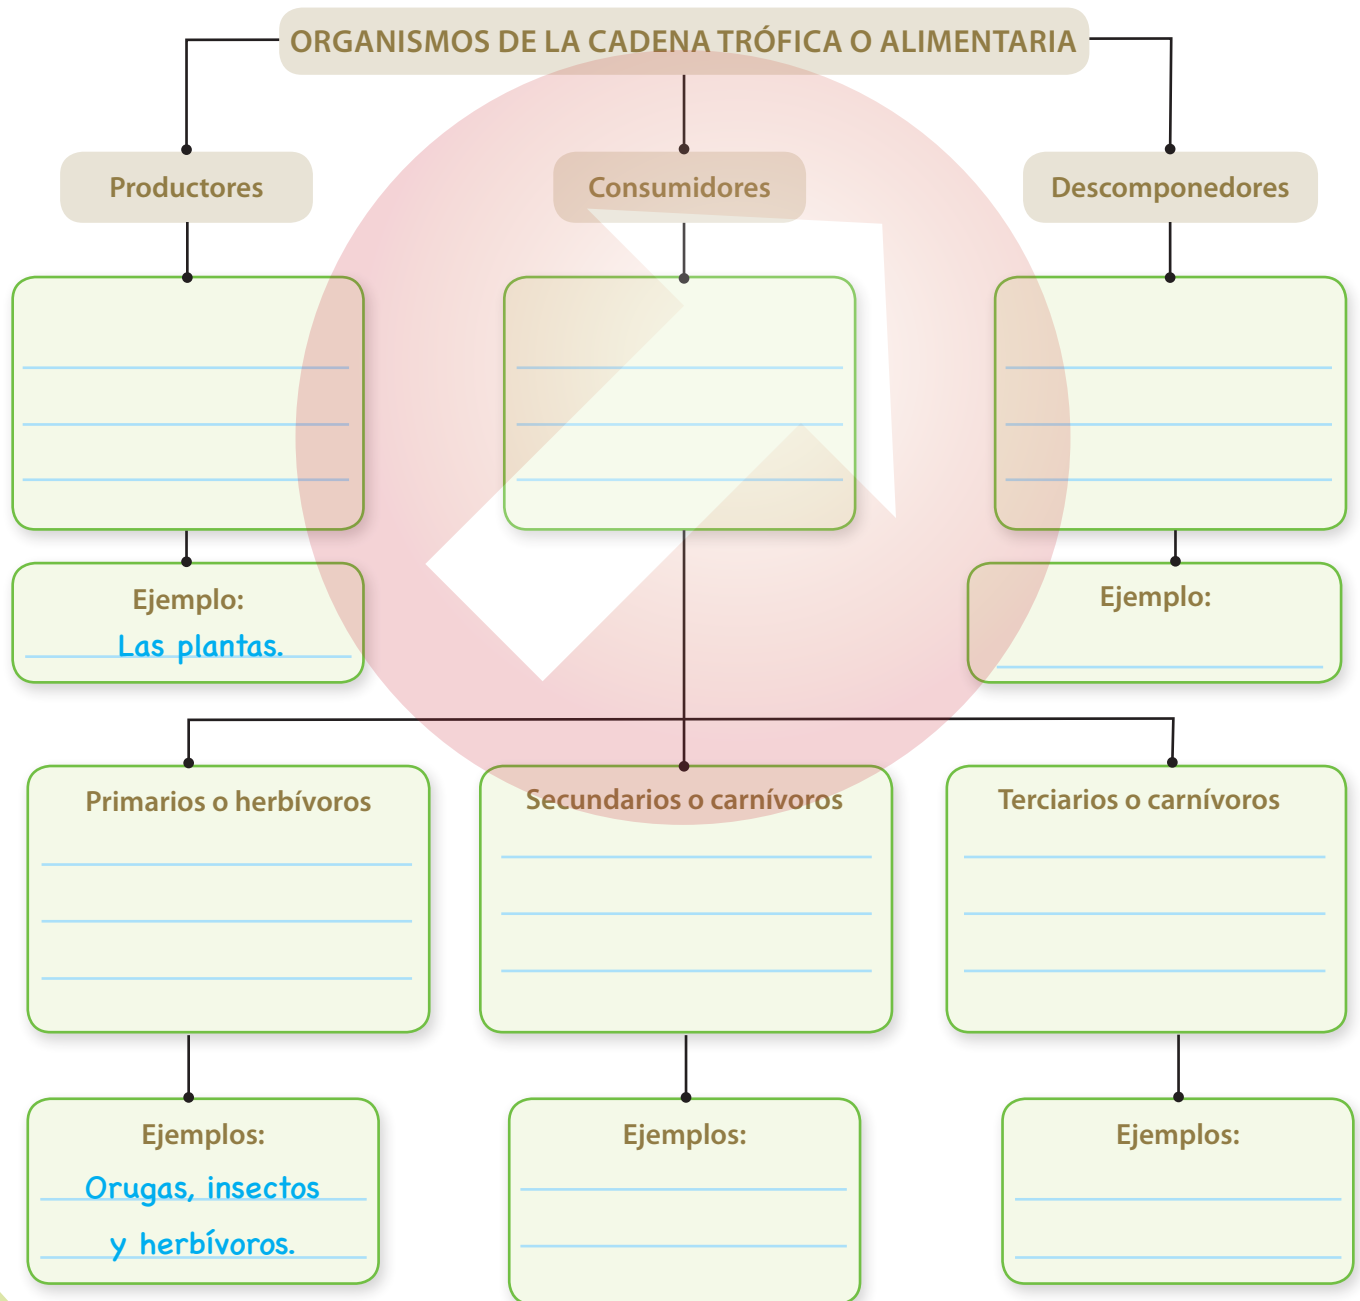 ORGANISMOS DE LA CADENA TRÓFICA O ALIMENTARIA
Productores
Consumidores
Descomponedores
Ejemplo:
Las plantas.
Ejemplo:
Primarios o herbívoros
Secundarios o carnívoros
Terciarios o carnívoros
Ejemplos:
Orugas, insectos
y herbívoros.
Ejemplos:
Ejemplos: